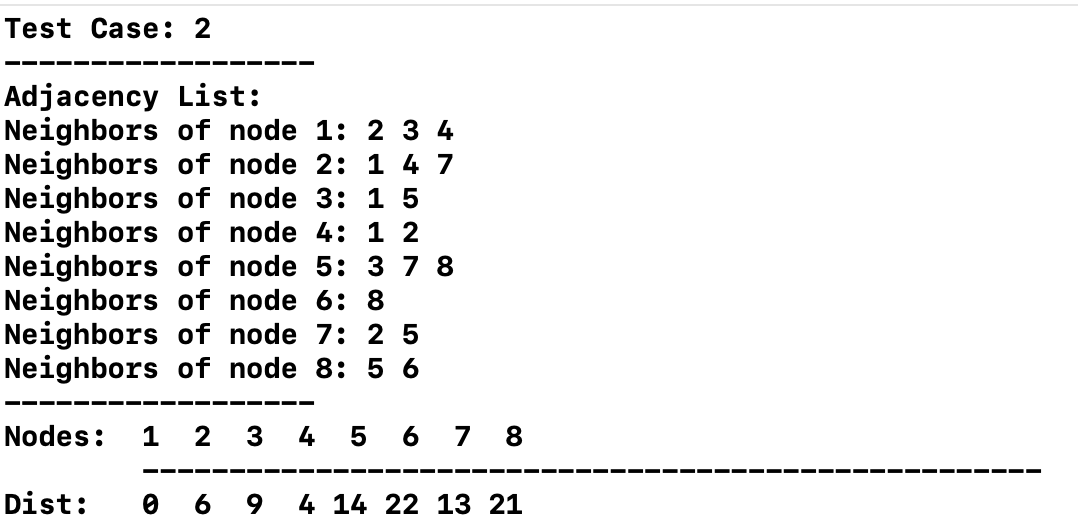 Test Case: 2
------------------
Adjacency List:
Neighbors of node 1: 2 3 4
Neighbors of node 2: 1 4 7
Neighbors of node 3: 1 5
Neighbors of node 4: 1 2
Neighbors of node 5: 3 7 8
Neighbors of node 6: 8
Neighbors of node 7: 2 5
Neighbors of node 8: 5 6
------------------
Nodes:  1  2  3  4  5  6  7  8
        ----------------------------------------------------
Dist:   0  6  9  4 14 22 13 21